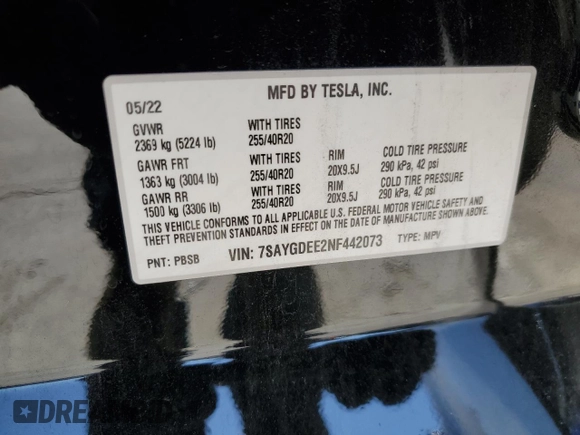 MFD BY TESLA, INC.
05/22
GVWR WITH TIRES
2369 kg (5224 lb) 255/40R20
GAWR FRT WITH TIRES RIM COLD TIRE PRESSURE
1363 kg (3004 lb) 255/40R20 20X9.5J 290 kPa, 42 psi
GAWR RR WITH TIRES RIM COLD TIRE PRESSURE
1500 kg (3306 lb) 255/40R20 20X9.5J 290 kPa, 42 psi
THIS VEHICLE CONFORMS TO ALL APPLICABLE U.S. FEDERAL MOTOR VEHICLE SAFETY AND
THEFT PREVENTION STANDARDS IN EFFECT ON THE DATE OF MANUFACTURE SHOWN ABOVE.
PNT: PBSB VIN: 7SAYGDEE2NF442073 TYPE: MPV
DREAMBID